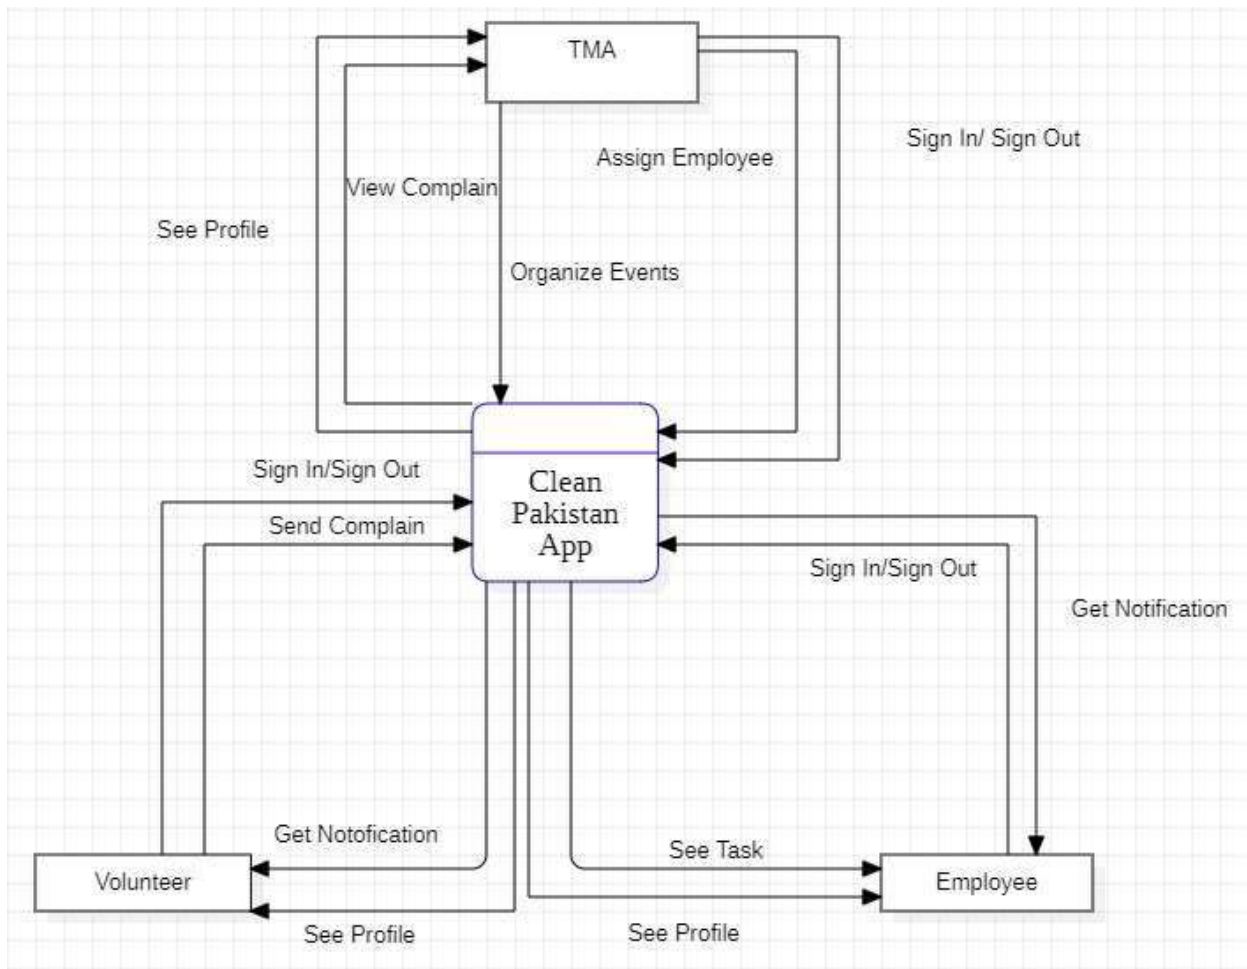 TMA
Sign In/ Sign Out
Assign Employee
View Complain
See Profile
Organize Events
Sign In/Sign Out
Clean
Pakistan
App
Send Complain
Sign In/Sign Out
Get Notification
Get Notofication
See Task
Volunteer
Employee
See Profile
See Profile